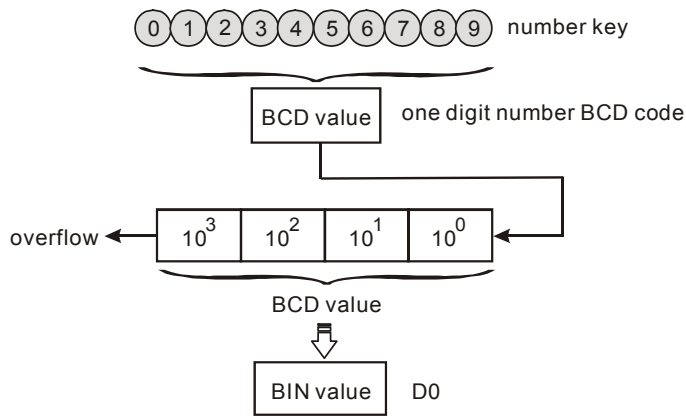 0 1 2 3 4 5 6 7 8 9 number key
BCD value one digit number BCD code
overflow 10³ 10² 10¹ 10⁰
BCD value
BIN value D0